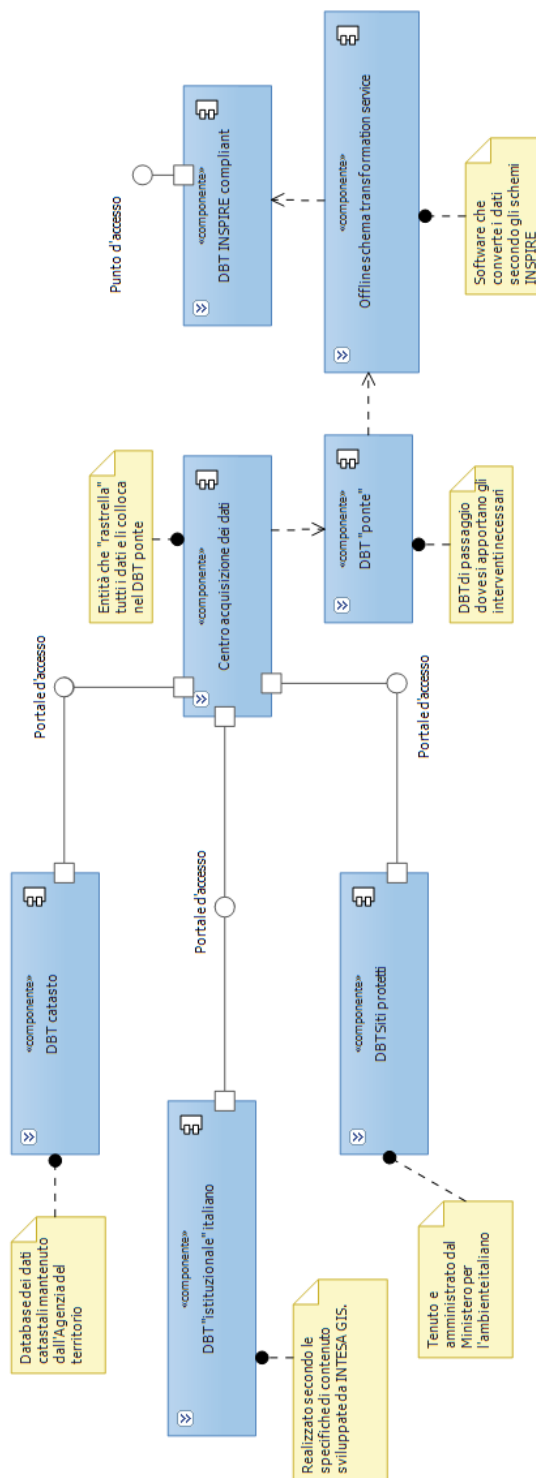 Database dei dati
catastali mantenuto
dall'Agenzia del
territorio
«componente»
DBT catasto
Portale d'accesso
«componente»
DBT "istituzionale" italiano
Realizzato secondo le
specifiche di contenuto
sviluppate da INTESA GIS.
Portale d'accesso
«componente»
DBT Siti protetti
Tenuto e
amministrato dal
Ministero per
l'ambiente italiano
Portale d'accesso
Entità che "rastrella"
tutti i dati e li colloca
nel DBT ponte
«componente»
Centro acquisizione dei dati
«componente»
DBT "ponte"
DBT di passaggio
dove si apportano gli
interventi necessari
Punto d'accesso
«componente»
DBT INSPIRE compliant
«componente»
Offline schema transformation service
Software che
converte i dati
secondo gli schemi
INSPIRE